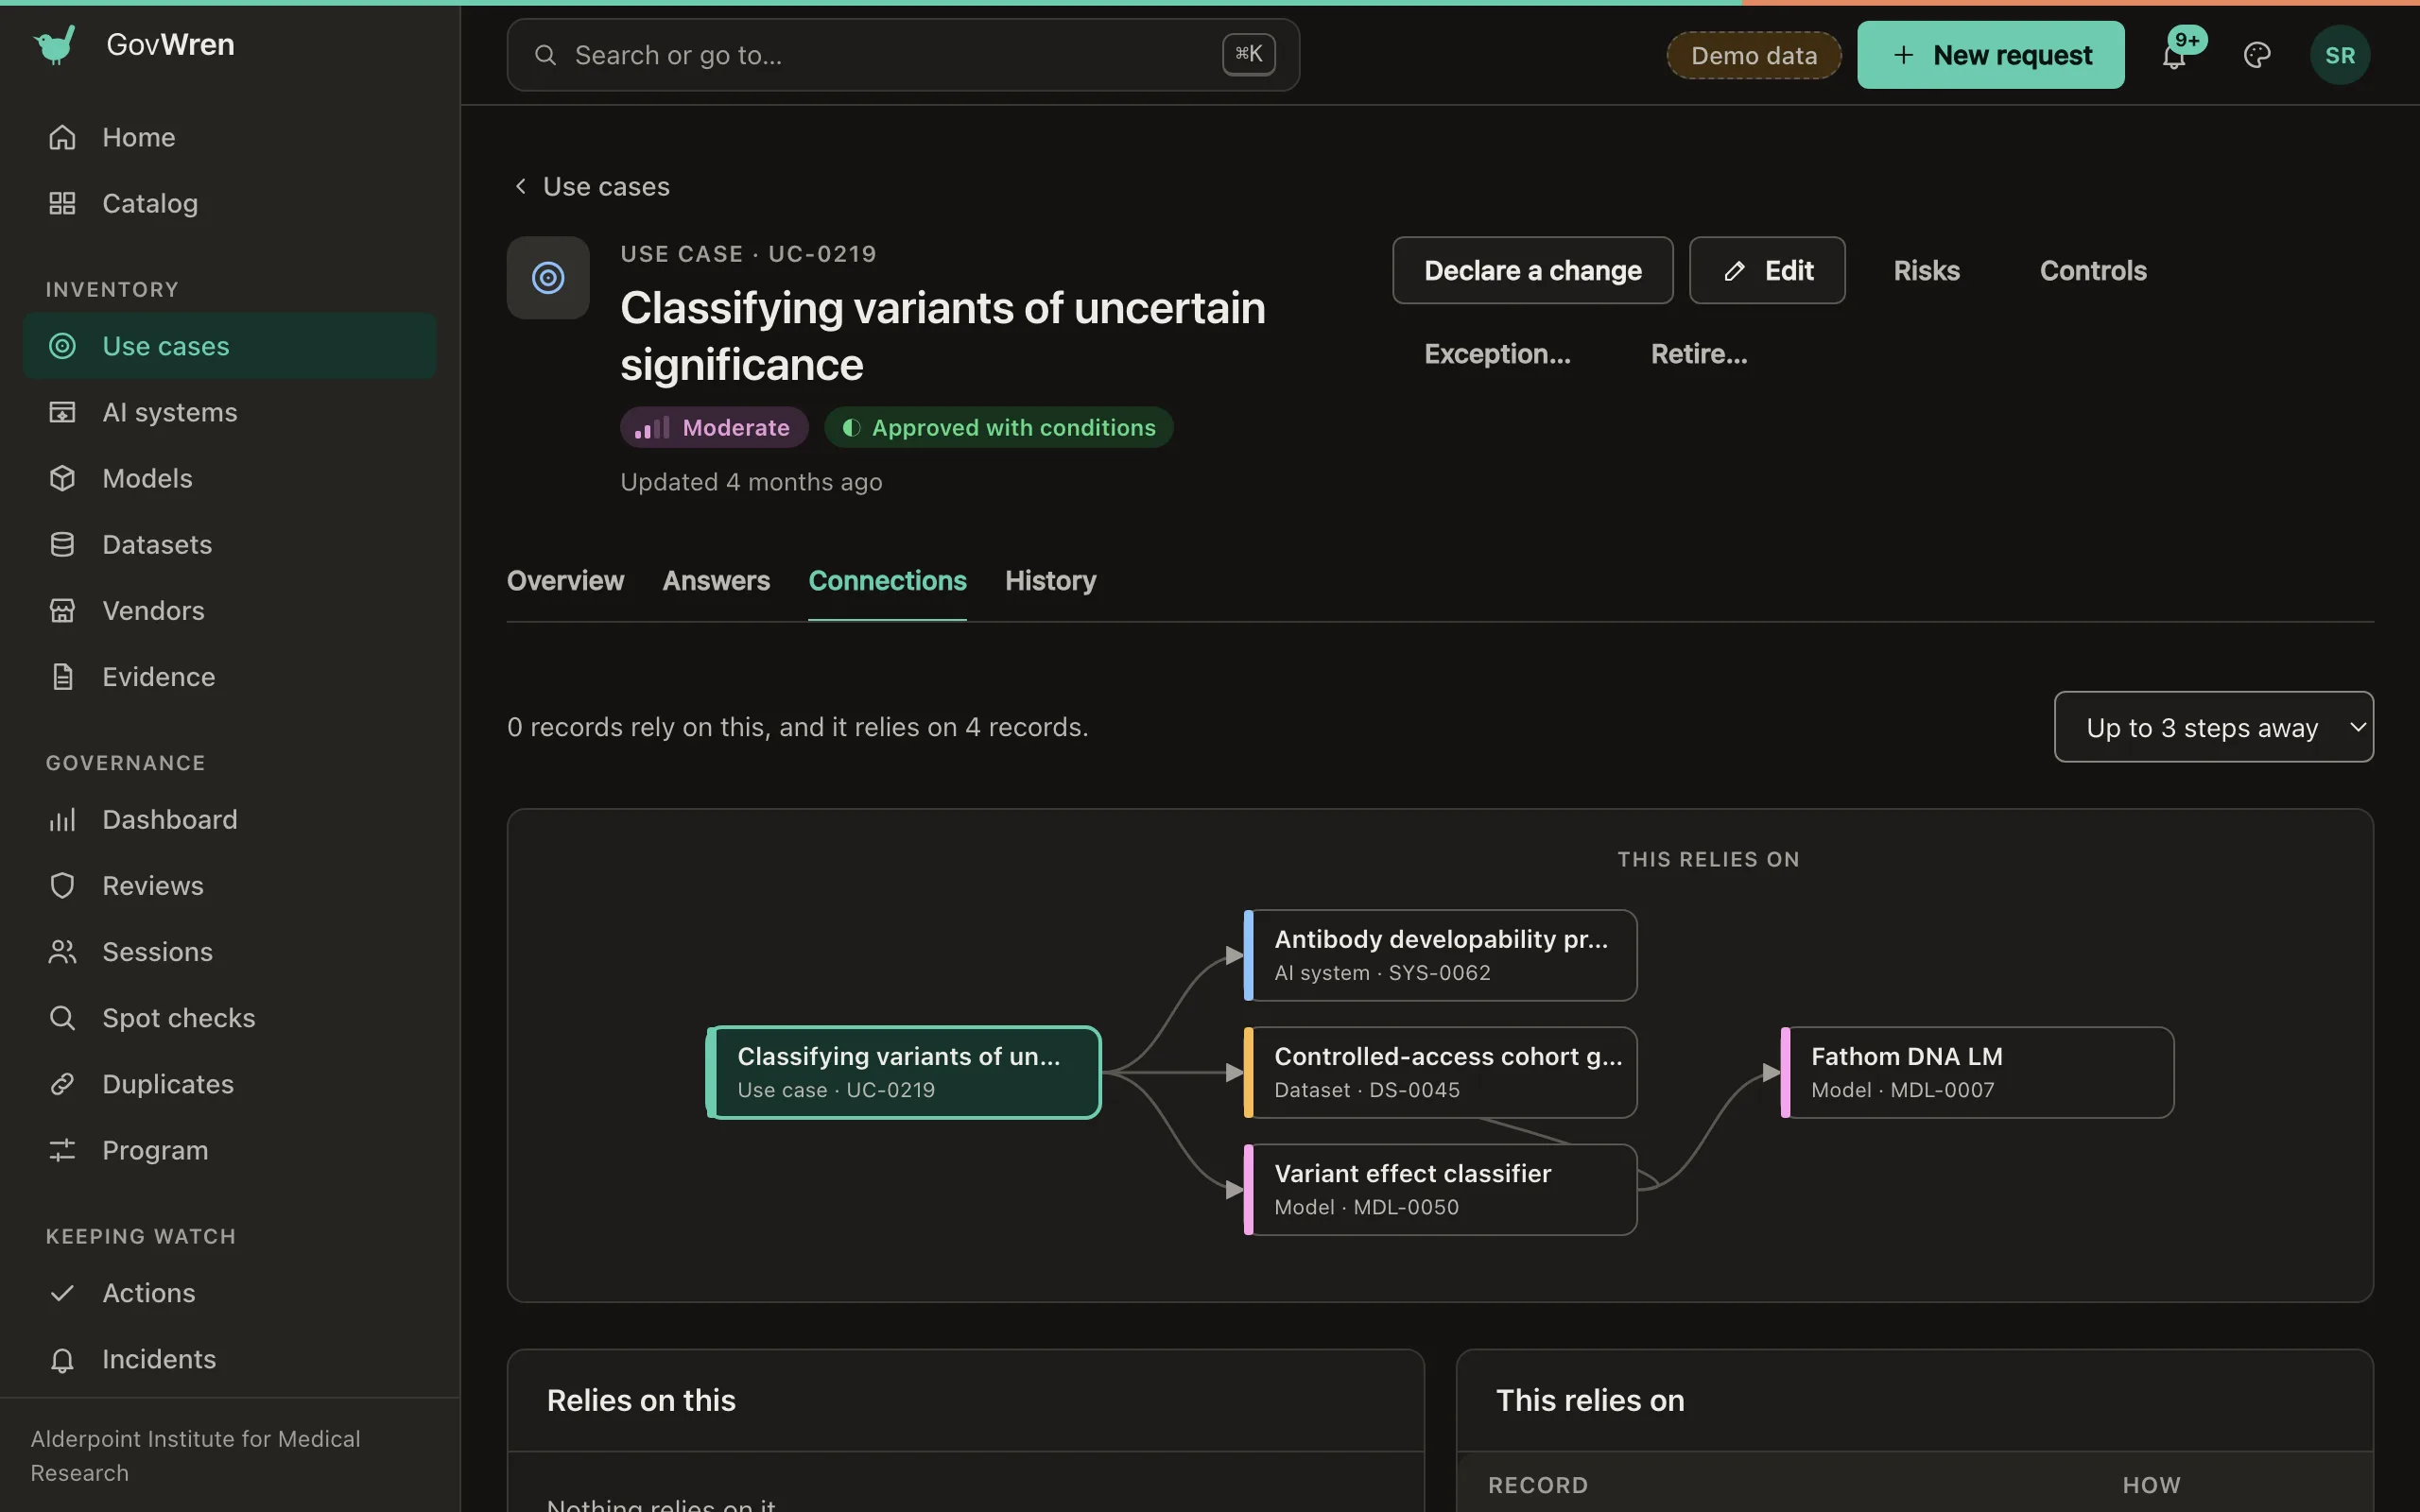 GovWren
Search or go to...
⌘K
Demo data
New request
9+
SR
Home
Catalog
INVENTORY
Use cases
AI systems
Models
Datasets
Vendors
Evidence
GOVERNANCE
Dashboard
Reviews
Sessions
Spot checks
Duplicates
Program
KEEPING WATCH
Actions
Incidents
Alderpoint Institute for Medical
Research
Use cases
USE CASE · UC-0219
Classifying variants of uncertain
significance
Moderate
Approved with conditions
Updated 4 months ago
Declare a change
Edit
Risks
Controls
Exception...
Retire...
Overview
Answers
Connections
History
0 records rely on this, and it relies on 4 records.
Up to 3 steps away
THIS RELIES ON
Classifying variants of un...
Use case · UC-0219
Antibody developability pr...
AI system · SYS-0062
Controlled-access cohort g...
Dataset · DS-0045
Variant effect classifier
Model · MDL-0050
Fathom DNA LM
Model · MDL-0007
Relies on this
Nothing relies on it
This relies on
RECORD
HOW